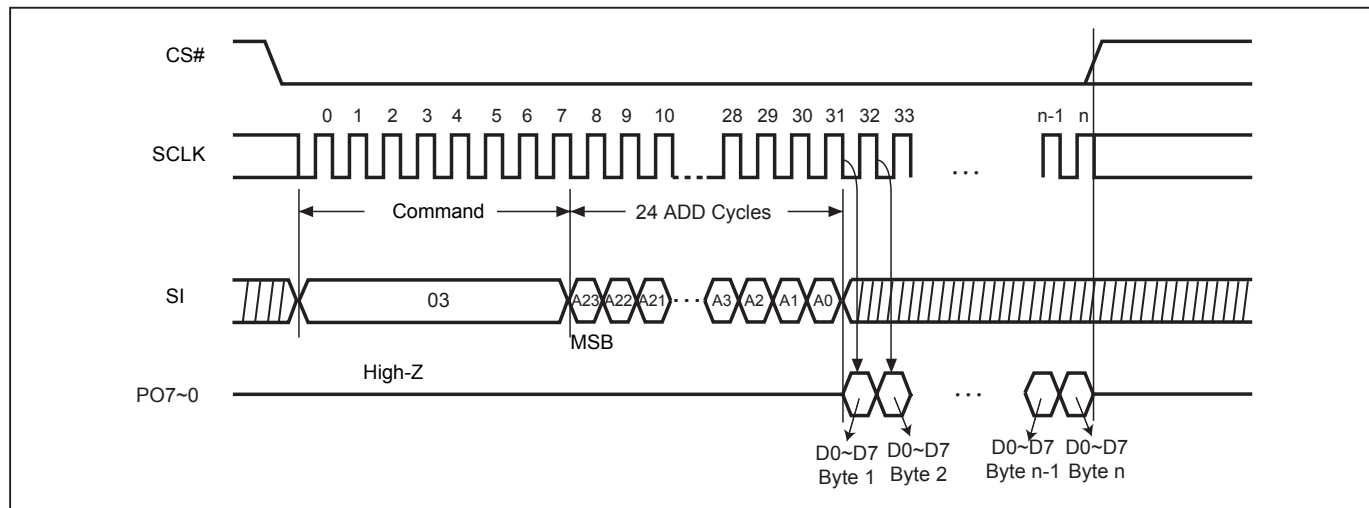 CS#
0 1 2 3 4 5 6 7 8 9 10 28 29 30 31 32 33 n-1 n
SCLK
...
Command 24 ADD Cycles
SI
03 A23 A22 A21 A3 A2 A1 A0
MSB
High-Z
PO7~0
...
D0~D7 D0~D7 D0~D7 D0~D7
Byte 1 Byte 2 Byte n-1 Byte n